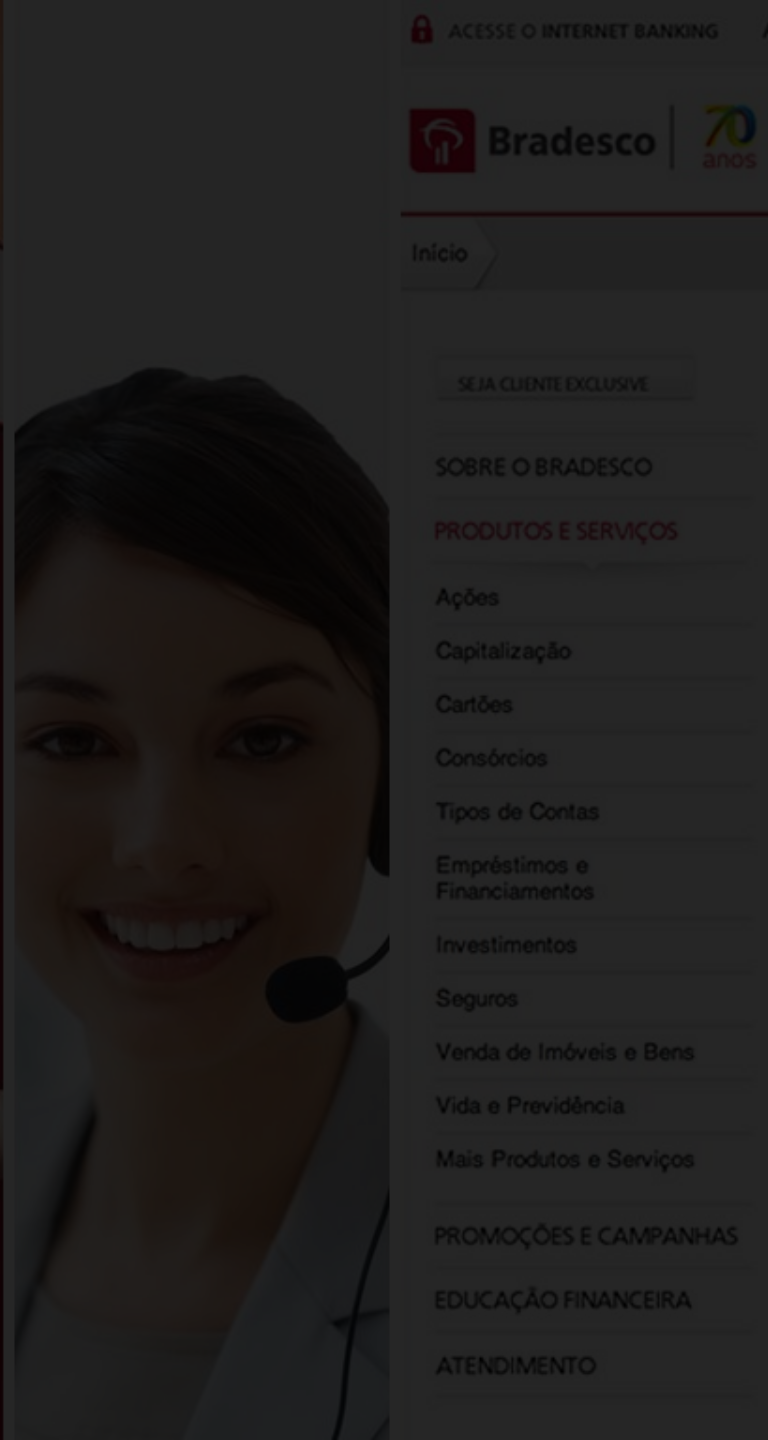 ACESSE O INTERNET BANKING
Bradesco
70
anos
Início
SEJA CLIENTE EXCLUSIVE
SOBRE O BRADESCO
PRODUTOS E SERVIÇOS
Ações
Capitalização
Cartões
Consórcios
Tipos de Contas
Empréstimos e
Financiamentos
Investimentos
Seguros
Venda de Imóveis e Bens
Vida e Previdência
Mais Produtos e Serviços
PROMOÇÕES E CAMPANHAS
EDUCAÇÃO FINANCEIRA
ATENDIMENTO